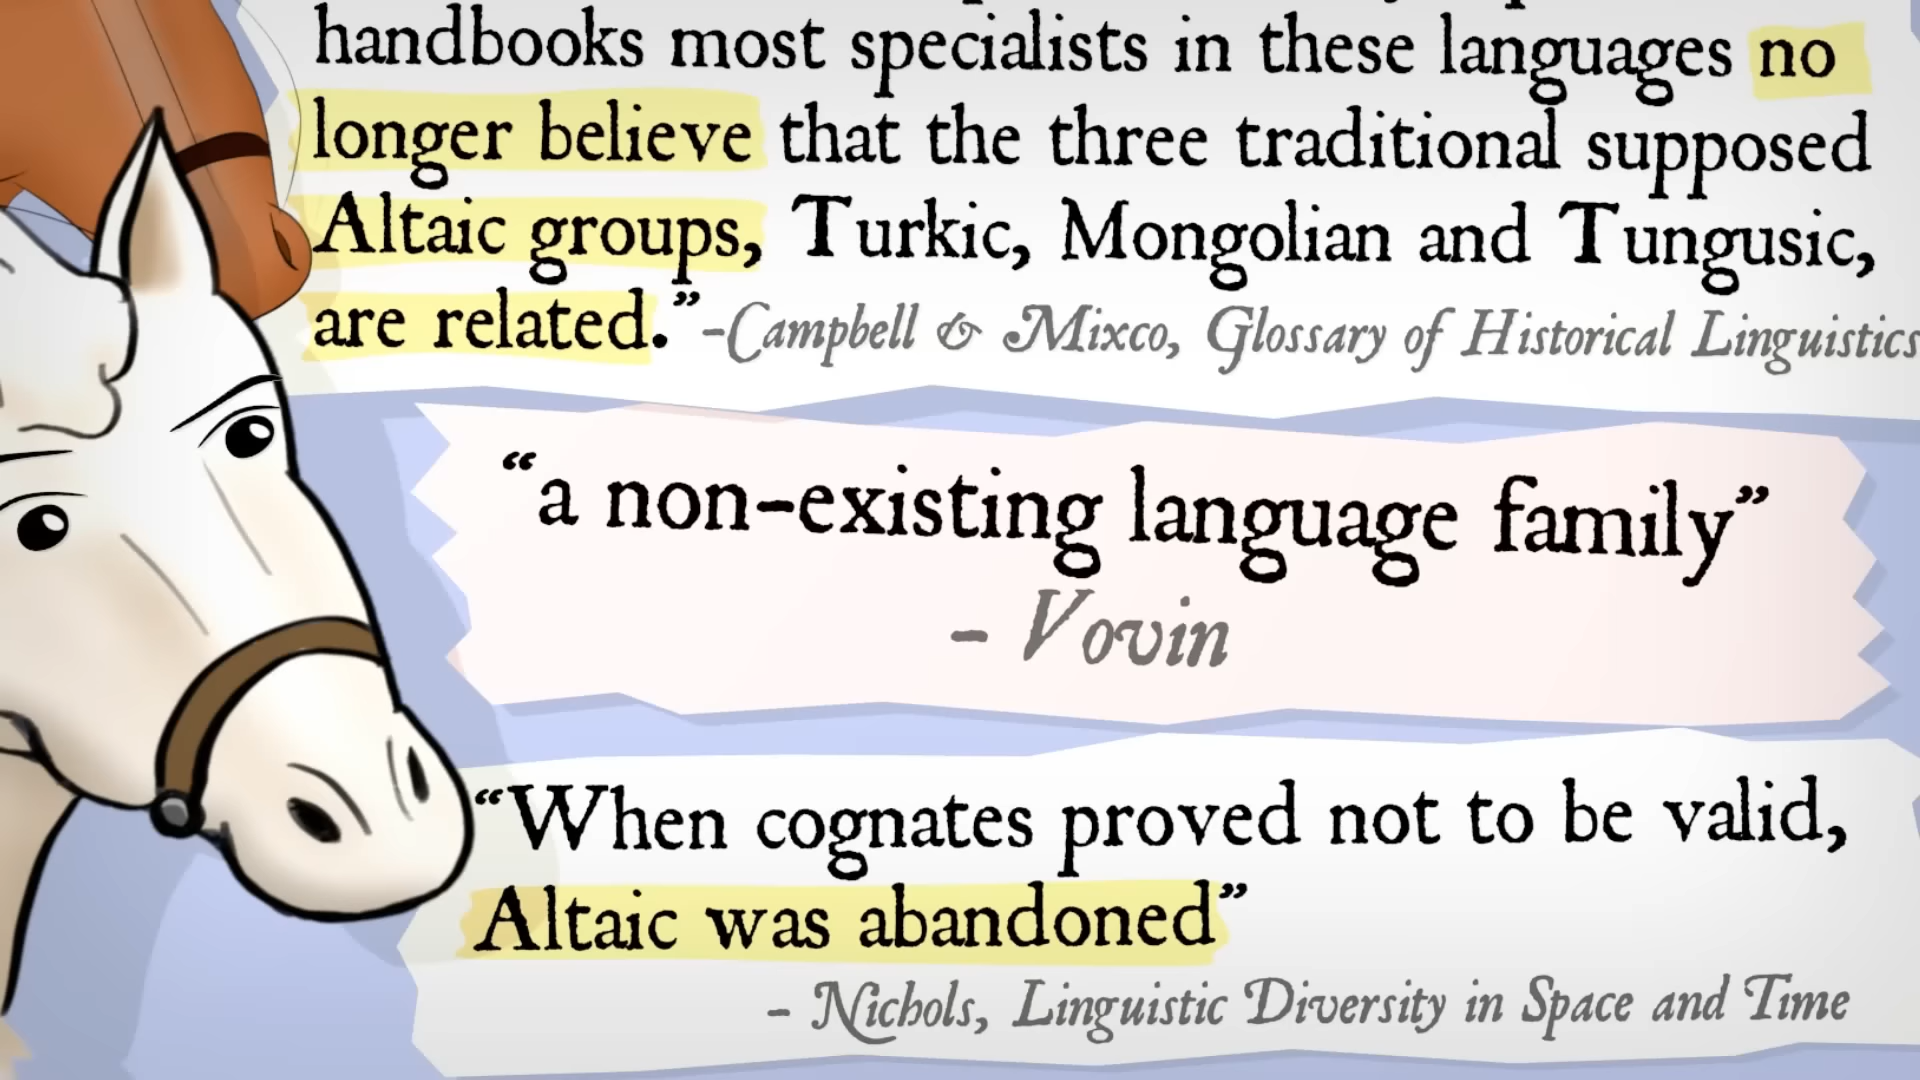 handbooks most specialists in these languages no
longer believe that the three traditional supposed
Altaic groups, Turkic, Mongolian and Tungusic,
are related.” -Campbell & Mixco, Glossary of Historical Linguistics
“a non-existing language family”
- Vovin
“When cognates proved not to be valid,
Altaic was abandoned”
- Nichols, Linguistic Diversity in Space and Time